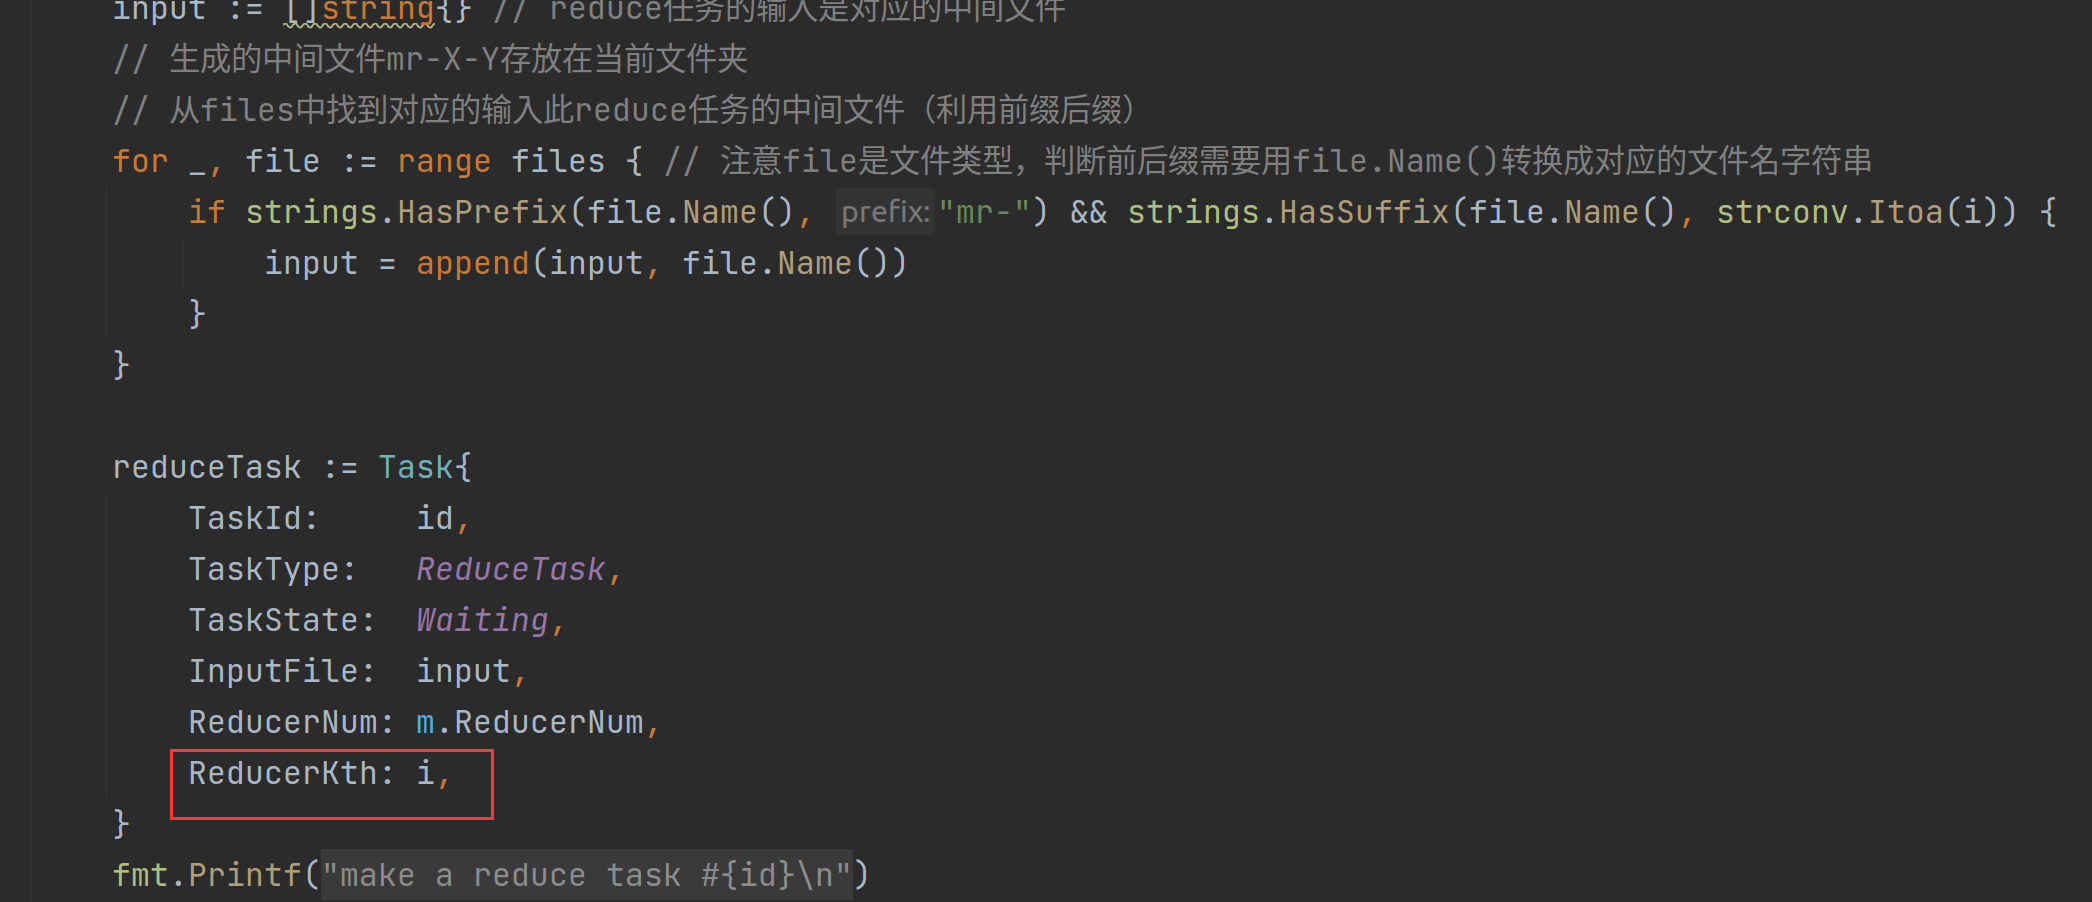 input := []string{} // reduce任务的输入是对应的中间文件
// 生成的中间文件mr-X-Y存放在当前文件夹
// 从files中找到对应的输入此reduce任务的中间文件（利用前缀后缀）
for _, file := range files { // 注意file是文件类型，判断前后缀需要用file.Name()转换成对应的文件名字符串
if strings.HasPrefix(file.Name(), prefix: "mr-") && strings.HasSuffix(file.Name(), strconv.Itoa(i)) {
input = append(input, file.Name())
}
}
reduceTask := Task{
TaskId: id,
TaskType: ReduceTask,
TaskState: Waiting,
InputFile: input,
ReducerNum: m.ReducerNum,
ReducerKth: i,
}
fmt.Printf("make a reduce task #{id}\n")